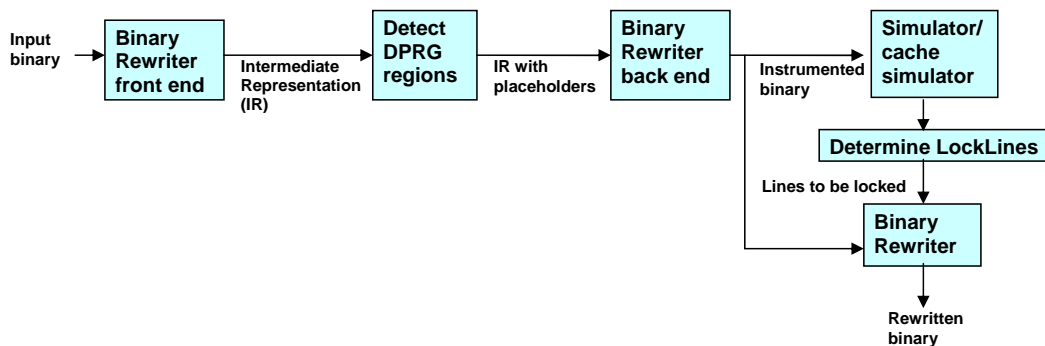 Input
binary
Binary
Rewriter
front end
Intermediate
Representation
(IR)
Detect
DPRG
regions
IR with
placeholders
Binary
Rewriter
back end
Instrumented
binary
Simulator/
cache
simulator
Determine LockLines
Lines to be locked
Binary
Rewriter
Rewritten
binary